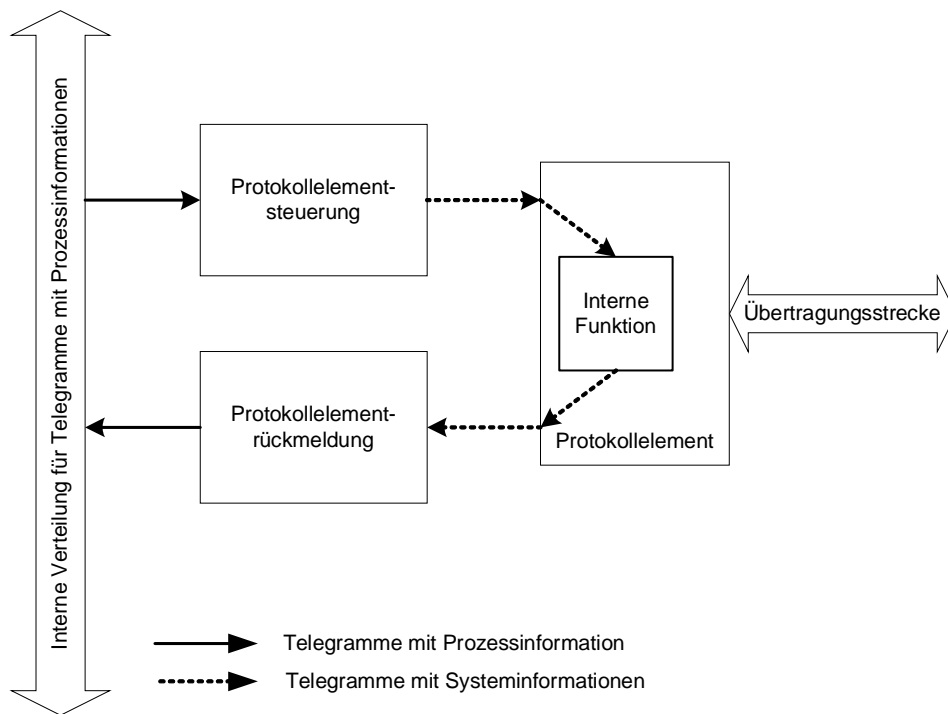 Interne Verteilung für Telegramme mit Prozessinformationen
Protokollelement-
steuerung
Interne
Funktion
Übertragungsstrecke
Protokollelement-
rückmeldung
Protokollelement
Telegramme mit Prozessinformation
Telegramme mit Systeminformationen